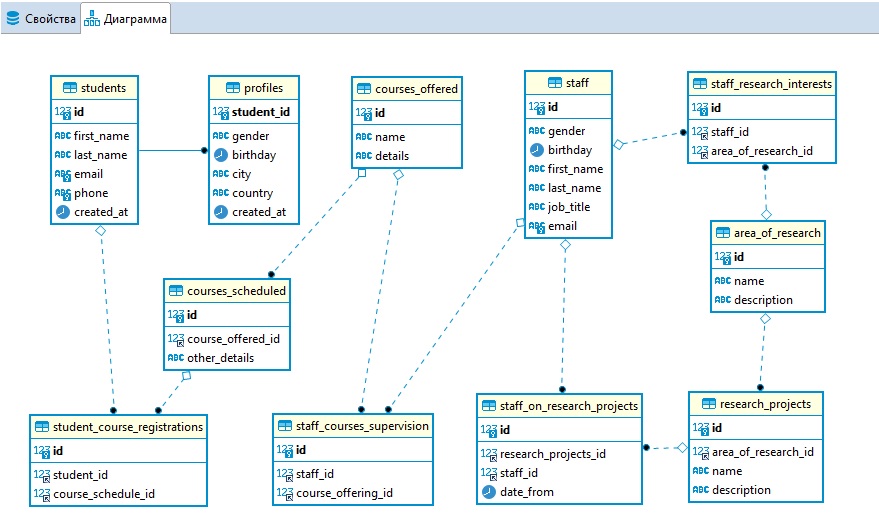 Свойства
Диаграмма
students
id
first_name
last_name
email
phone
created_at
profiles
student_id
gender
birthday
city
country
created_at
courses_offered
id
name
details
staff
id
gender
birthday
first_name
last_name
job_title
email
staff_research_interests
id
staff_id
area_of_research_id
area_of_research
id
name
description
courses_scheduled
id
course_offered_id
other_details
student_course_registrations
id
student_id
course_schedule_id
staff_courses_supervision
id
staff_id
course_offering_id
staff_on_research_projects
id
research_projects_id
staff_id
date_from
research_projects
id
area_of_research_id
name
description